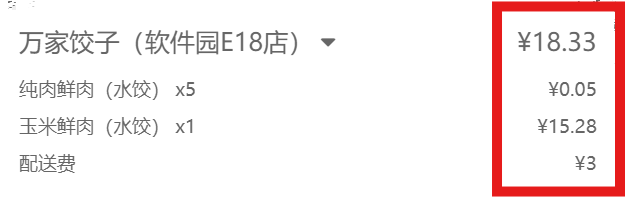 万家饺子（软件园E18店） ¥18.33
纯肉鲜肉（水饺） x5 ¥0.05
玉米鲜肉（水饺） x1 ¥15.28
配送费 ¥3